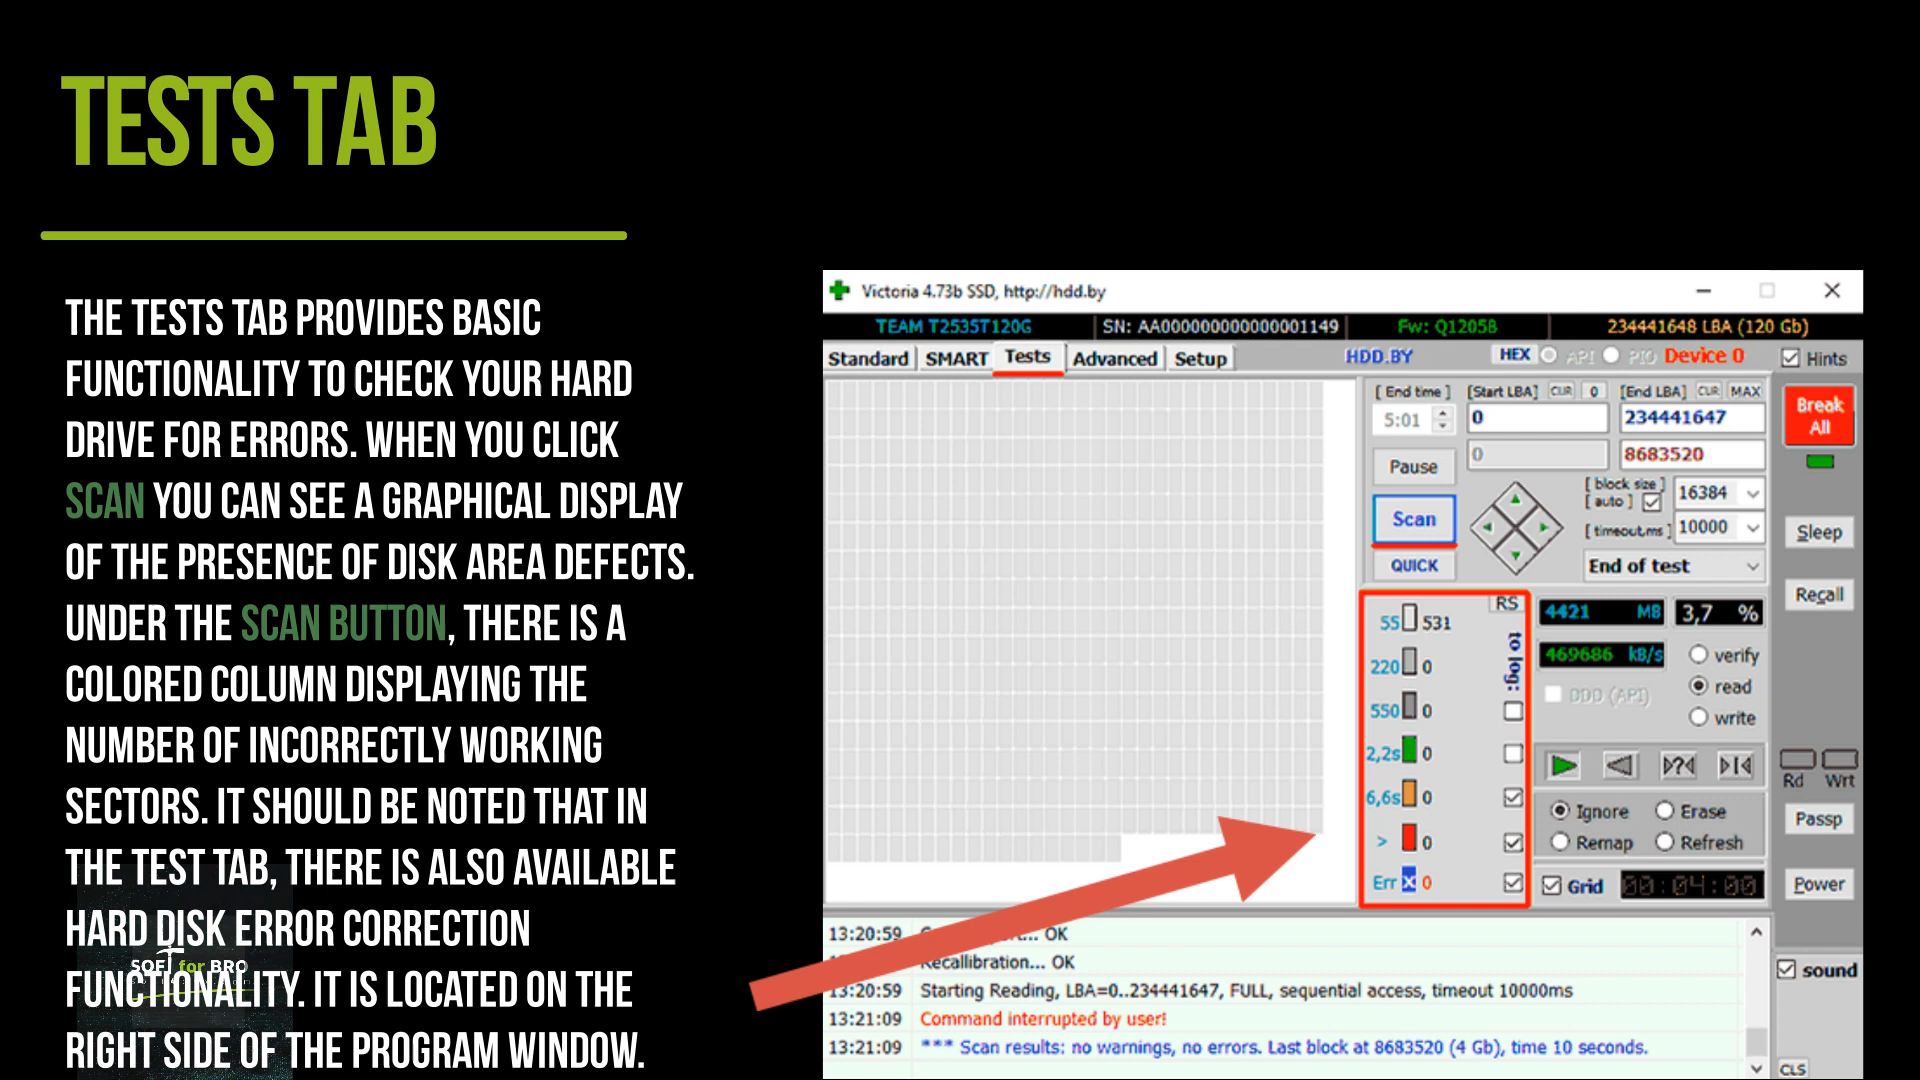 TESTS TAB
THE TESTS TAB PROVIDES BASIC
FUNCTIONALITY TO CHECK YOUR HARD
DRIVE FOR ERRORS. WHEN YOU CLICK
SCAN YOU CAN SEE A GRAPHICAL DISPLAY
OF THE PRESENCE OF DISK AREA DEFECTS.
UNDER THE SCAN BUTTON, THERE IS A
COLORED COLUMN DISPLAYING THE
NUMBER OF INCORRECTLY WORKING
SECTORS. IT SHOULD BE NOTED THAT IN
THE TEST TAB, THERE IS ALSO AVAILABLE
HARD DISK ERROR CORRECTION
FUNCTIONALITY. IT IS LOCATED ON THE
RIGHT SIDE OF THE PROGRAM WINDOW.
SOFT for BRO
Victoria 4.73b SSD, http://hdd.by
TEAM T2535T120G SN: AA000000000000001149 Fw: Q1205B 234441648 LBA (120 Gb)
Standard SMART Tests Advanced Setup HDD.BY HEX API PIO Device 0 Hints
[ End time ] [Start LBA] CUR 0 [End LBA] CUR MAX
5:01 0 234441647
Break All
Pause 0 8683520
[ block size ] 16384
[ auto ]
Scan
[ timeout,ms ] 10000
Sleep
QUICK End of test
Recall
RS
to log:
55 531
220 0
550 0
2,2s 0
6,6s 0
> 0
Err x 0
4421 MB 3,7 %
469686 kB/s verify
DDD (API) read
write
Rd Wrt
Ignore Erase
Remap Refresh
Passp
Grid 00:04:00
Power
13:20:59 OK
Recallibration... OK
13:20:59 Starting Reading, LBA=0..234441647, FULL, sequential access, timeout 10000ms
13:21:09 Command interrupted by user!
13:21:09 *** Scan results: no warnings, no errors. Last block at 8683520 (4 Gb), time 10 seconds.
sound
CLS